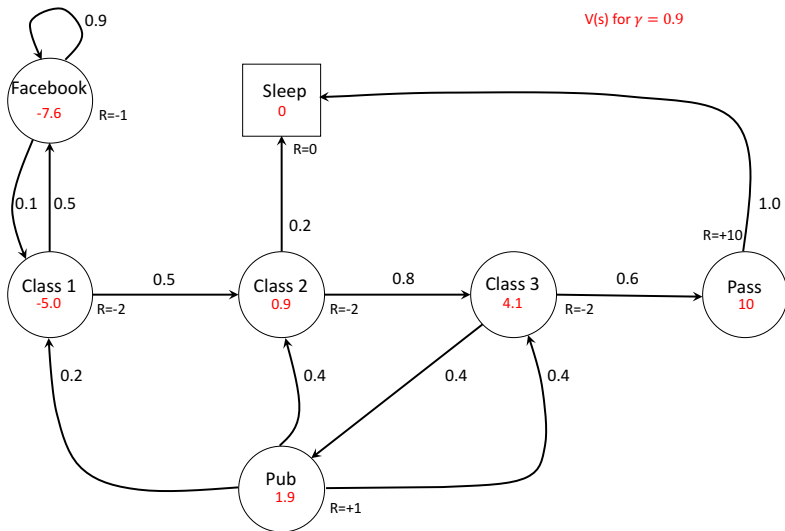 0.9
V(s) for γ = 0.9
Facebook
-7.6
R=-1
Sleep
0
R=0
0.1
0.5
0.2
1.0
R=+10
Class 1
-5.0
R=-2
0.5
Class 2
0.9
R=-2
0.8
Class 3
4.1
R=-2
0.6
Pass
10
0.2
0.4
0.4
0.4
Pub
1.9
R=+1